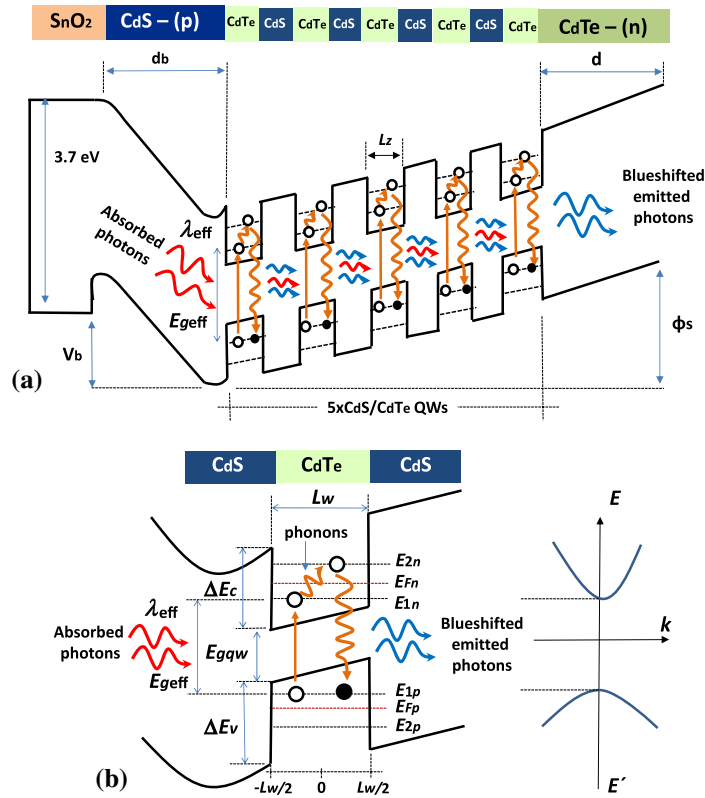 SnO2 CdS – (p) CdTe CdS CdTe CdS CdTe CdS CdTe CdS CdTe CdTe – (n)
db
d
3.7 eV
Lz
Absorbed
photons
λeff
Blueshifted
emitted
photons
Egeff
Vb
ϕs
(a)
5xCdS/CdTe QWs
CdS CdTe CdS
Lw
phonons
E
ΔEc
E2n
EFn
E1n
λeff
Absorbed
photons
Egeff
Egqw
Blueshifted
emitted
photons
k
E1p
EFp
E2p
ΔEv
(b)
-Lw/2 0 Lw/2
E´